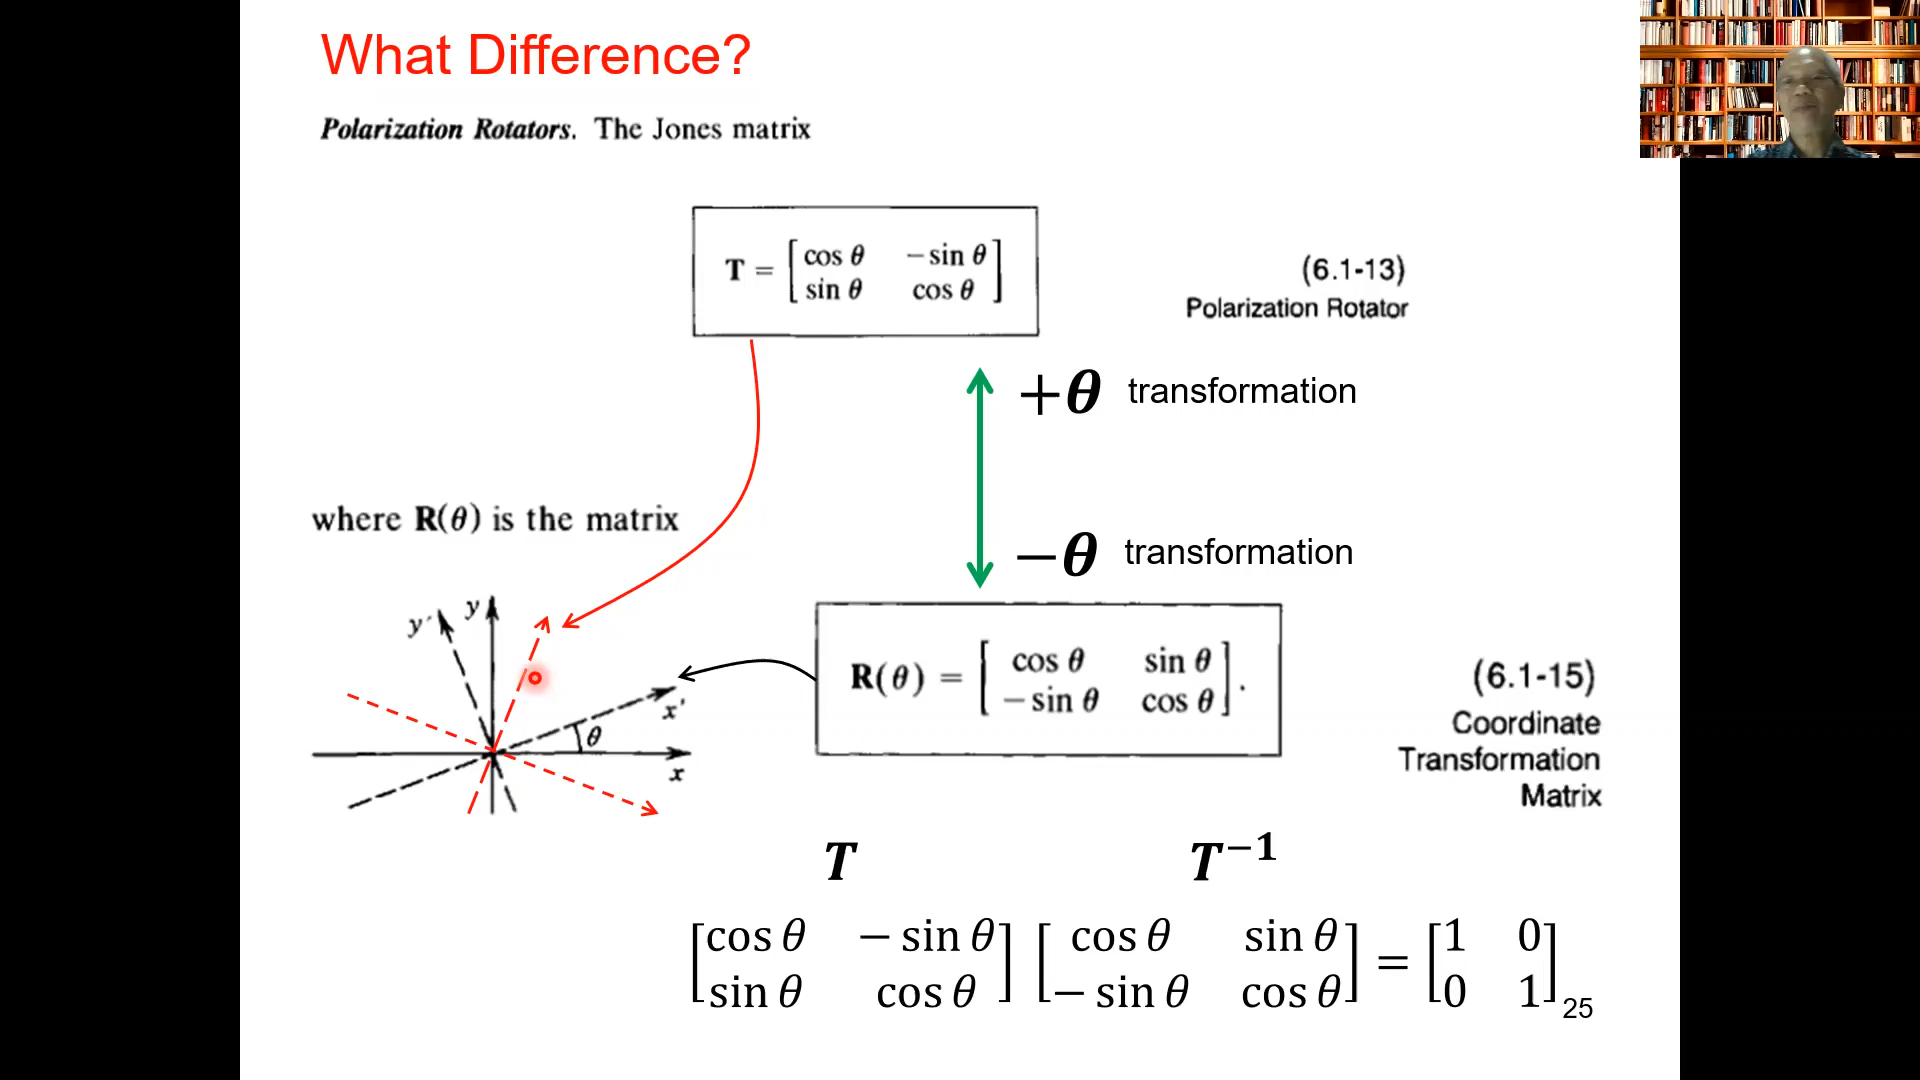 What Difference?
Polarization Rotators. The Jones matrix
T = [cos θ −sin θ
sin θ cos θ]
(6.1-13)
Polarization Rotator
+θ transformation
where R(θ) is the matrix
−θ transformation
y′ y
x′
θ
x
R(θ) = [cos θ sin θ
−sin θ cos θ].
(6.1-15)
Coordinate
Transformation
Matrix
T T⁻¹
[cos θ − sin θ] [cos θ sin θ] = [1 0]
[sin θ cos θ] [− sin θ cos θ] [0 1]
25